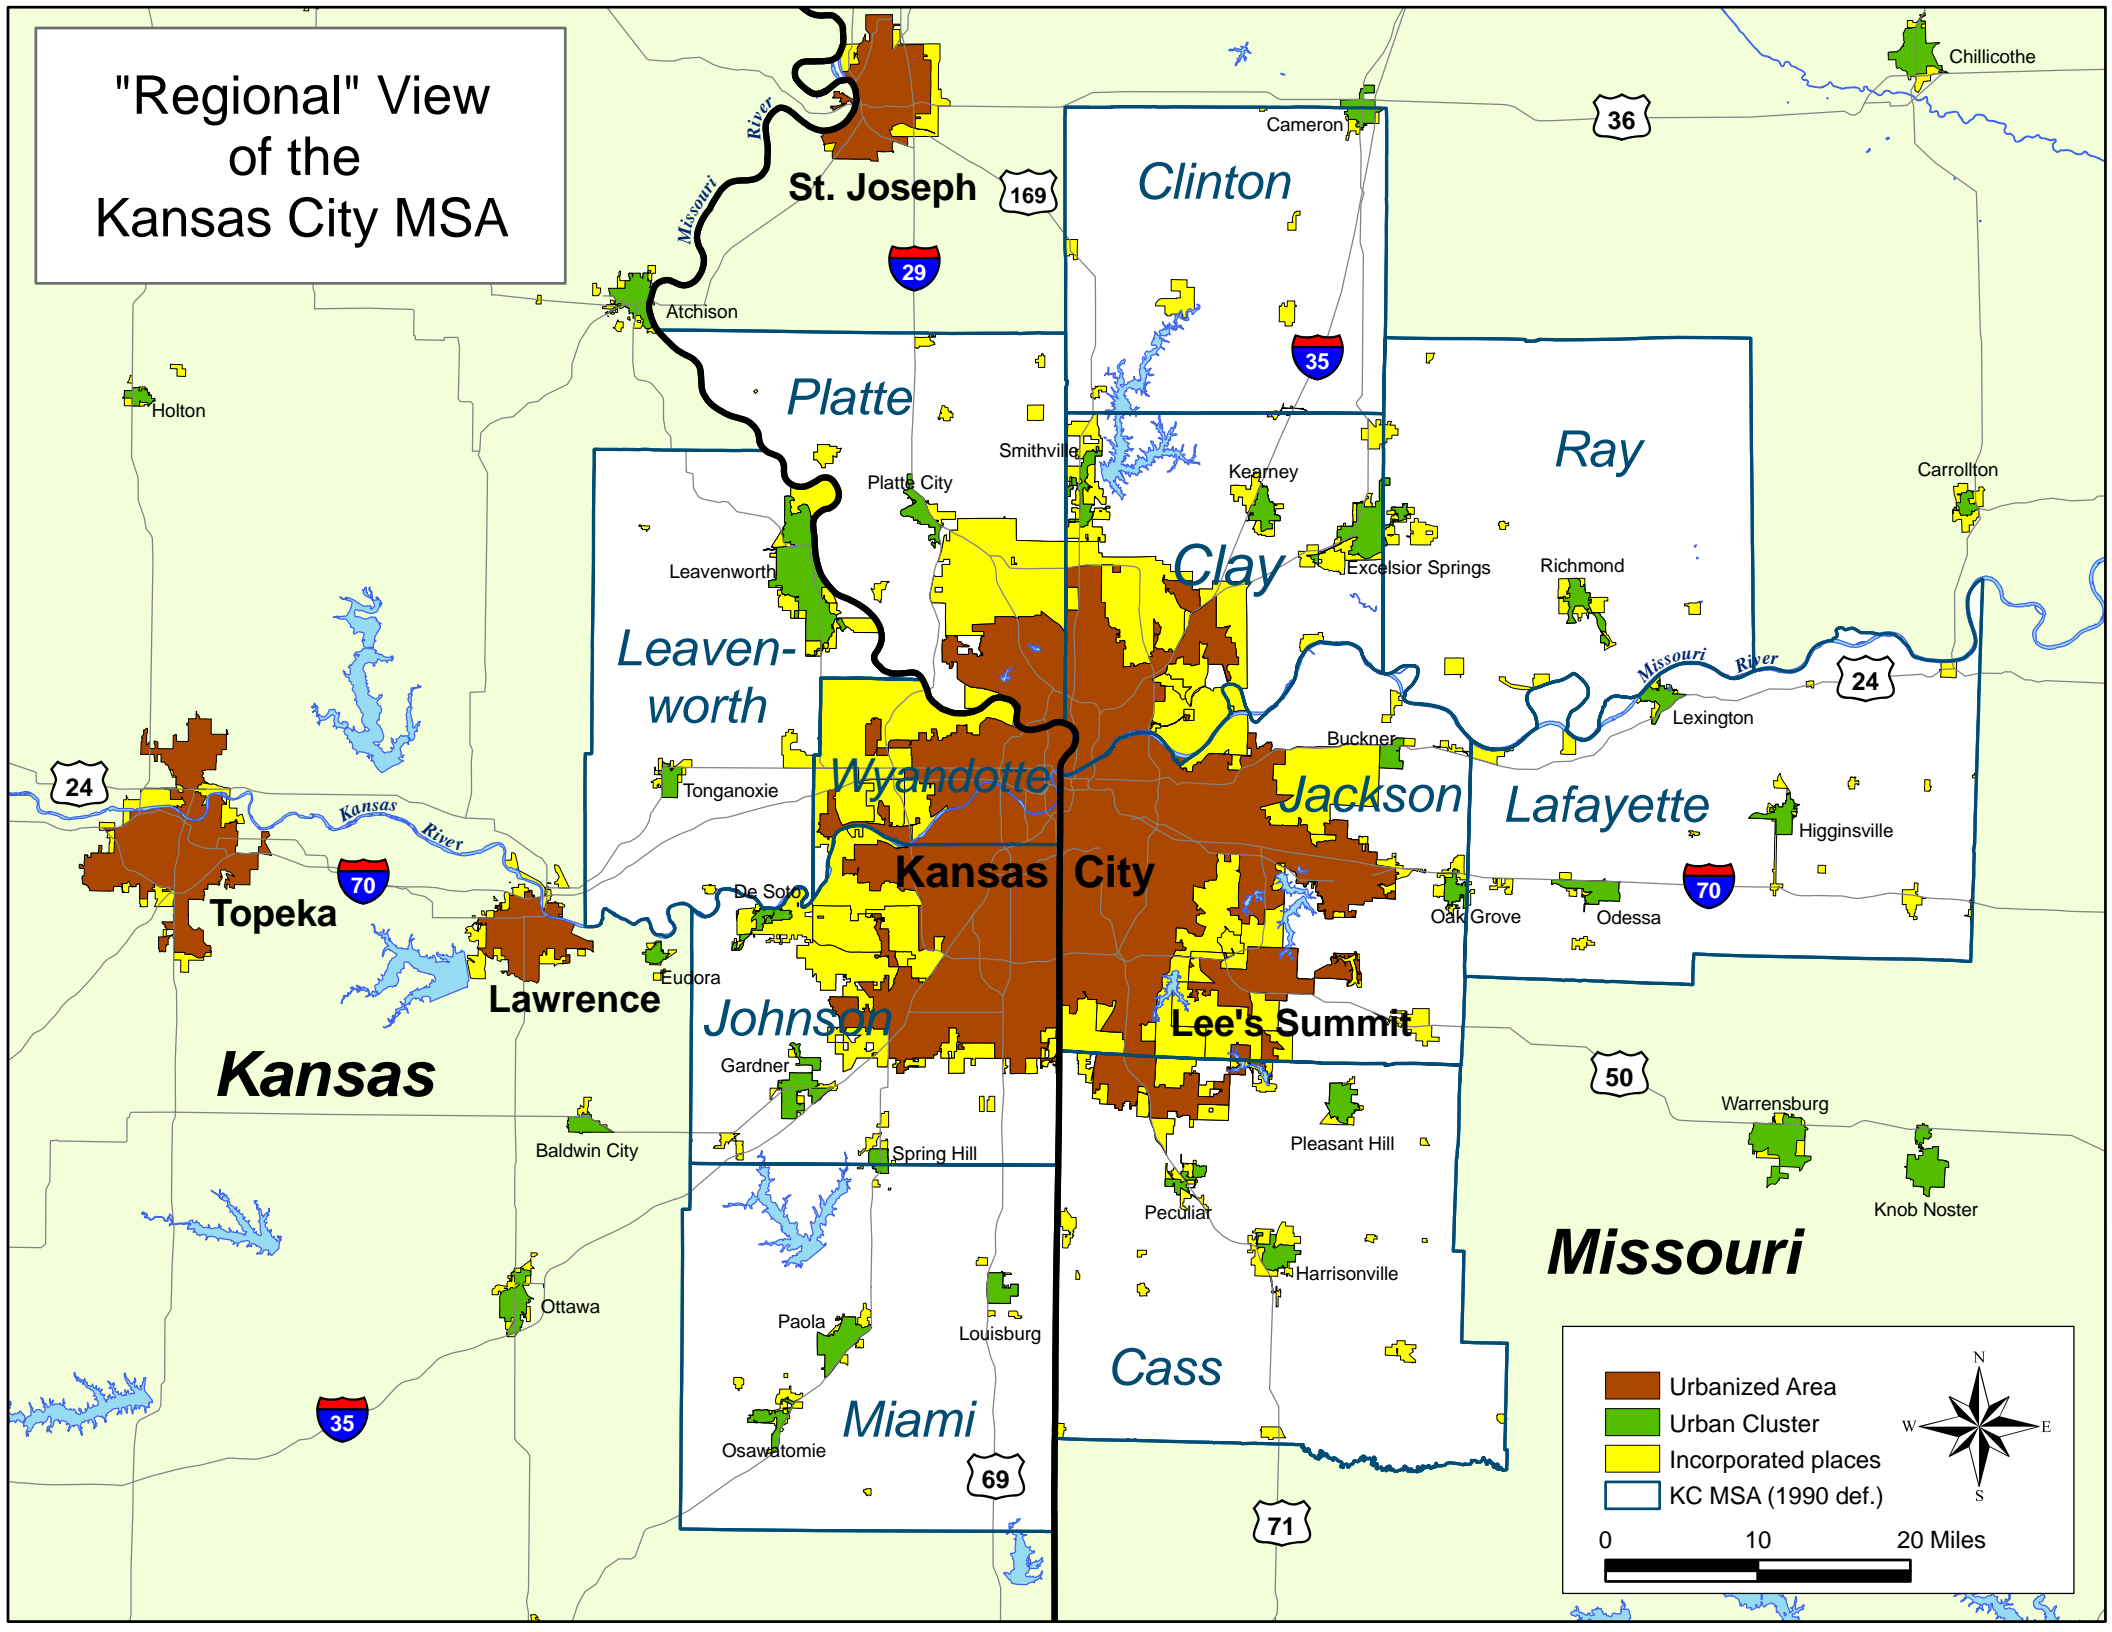 "Regional" View
of the
Kansas City MSA
Chillicothe
36
Cameron
River
Missouri
St. Joseph
169
Clinton
29
Atchison
35
Platte
Holton
Ray
Smithville
Kearney
Platte City
Carrollton
Clay
Leavenworth
Excelsior Springs
Richmond
Leaven-
worth
Missouri
River
24
Lexington
Buckner
24
Wyandotte
Tonganoxie
Jackson
Lafayette
Kansas
River
Higginsville
70
Kansas City
De Soto
70
Topeka
Oak Grove
Odessa
Eudora
Lawrence
Johnson
Lee's Summit
Kansas
Gardner
50
Warrensburg
Baldwin City
Spring Hill
Pleasant Hill
Peculiar
Knob Noster
Missouri
Harrisonville
Ottawa
Paola
Louisburg
Cass
35
Miami
Osawatomie
69
71
Urbanized Area
Urban Cluster
Incorporated places
KC MSA (1990 def.)
N
W
E
S
0 10 20 Miles